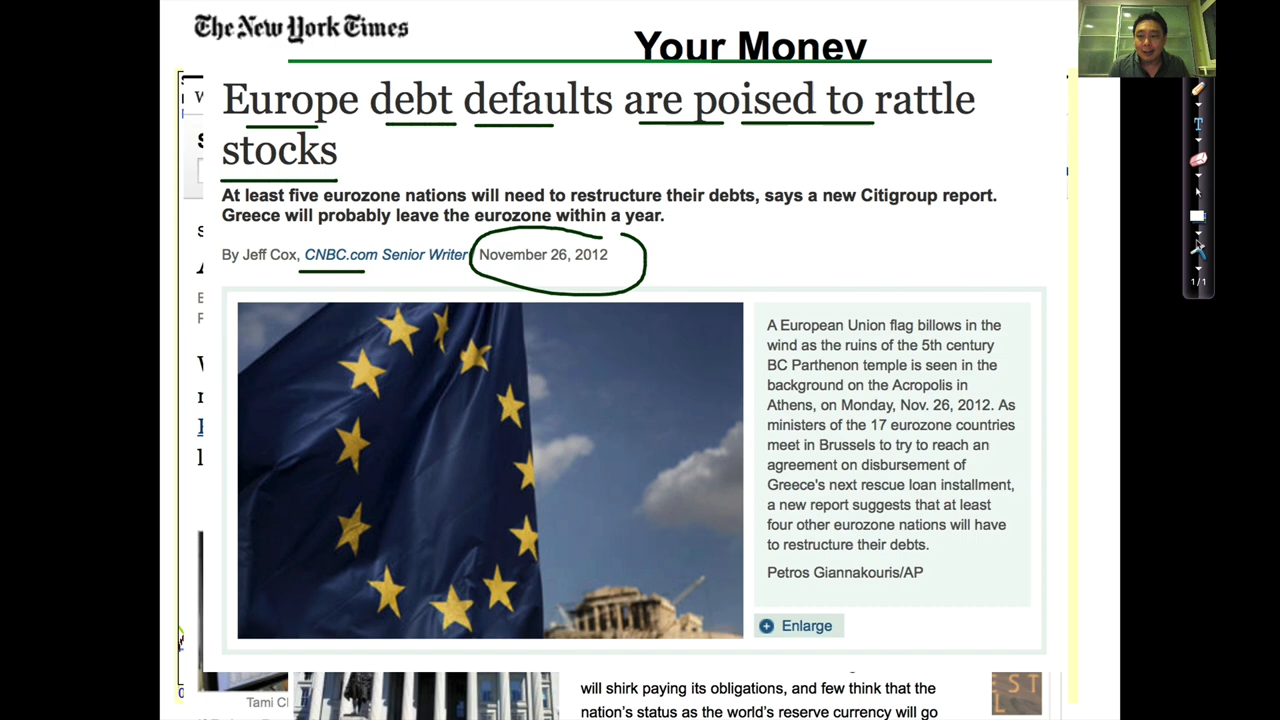 The New York Times
Your Money
Europe debt defaults are poised to rattle
stocks
At least five eurozone nations will need to restructure their debts, says a new Citigroup report.
Greece will probably leave the eurozone within a year.
By Jeff Cox, CNBC.com Senior Writer November 26, 2012
A European Union flag billows in the
wind as the ruins of the 5th century
BC Parthenon temple is seen in the
background on the Acropolis in
Athens, on Monday, Nov. 26, 2012. As
ministers of the 17 eurozone countries
meet in Brussels to try to reach an
agreement on disbursement of
Greece's next rescue loan installment,
a new report suggests that at least
four other eurozone nations will have
to restructure their debts.
Petros Giannakouris/AP
Enlarge
Tami
will shirk paying its obligations, and few think that the
nation's status as the world's reserve currency will go
T
1/1